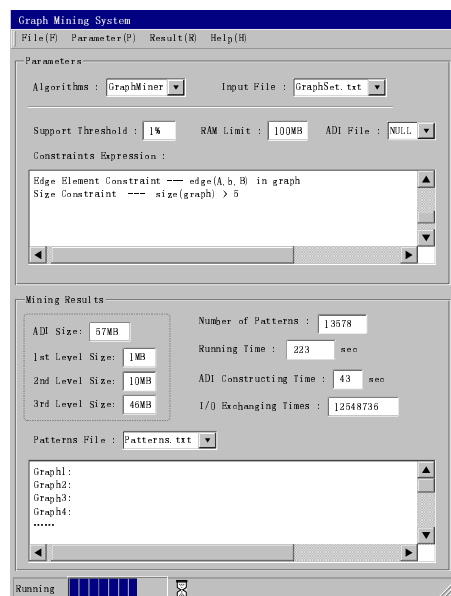 Graph Mining System
File(F) Parameter(P) Result(R) Help(H)
Parameters
Algorithms : GraphMiner Input File : GraphSet.txt
Support Threshold : 1% RAM Limit : 100MB ADI File : NULL
Constraints Expression :
Edge Element Constraint --- edge(A,b,B) in graph
Size Constraint --- size(graph) > 5
Mining Results
ADI Size: 57MB
Number of Patterns : 13578
1st Level Size: 1MB
Running Time : 223 sec
2nd Level Size: 10MB
ADI Constructing Time : 43 sec
3rd Level Size: 46MB
I/O Exchanging Times : 12548736
Patterns File : Patterns.txt
Graph1:
Graph2:
Graph3:
Graph4:
......
Running